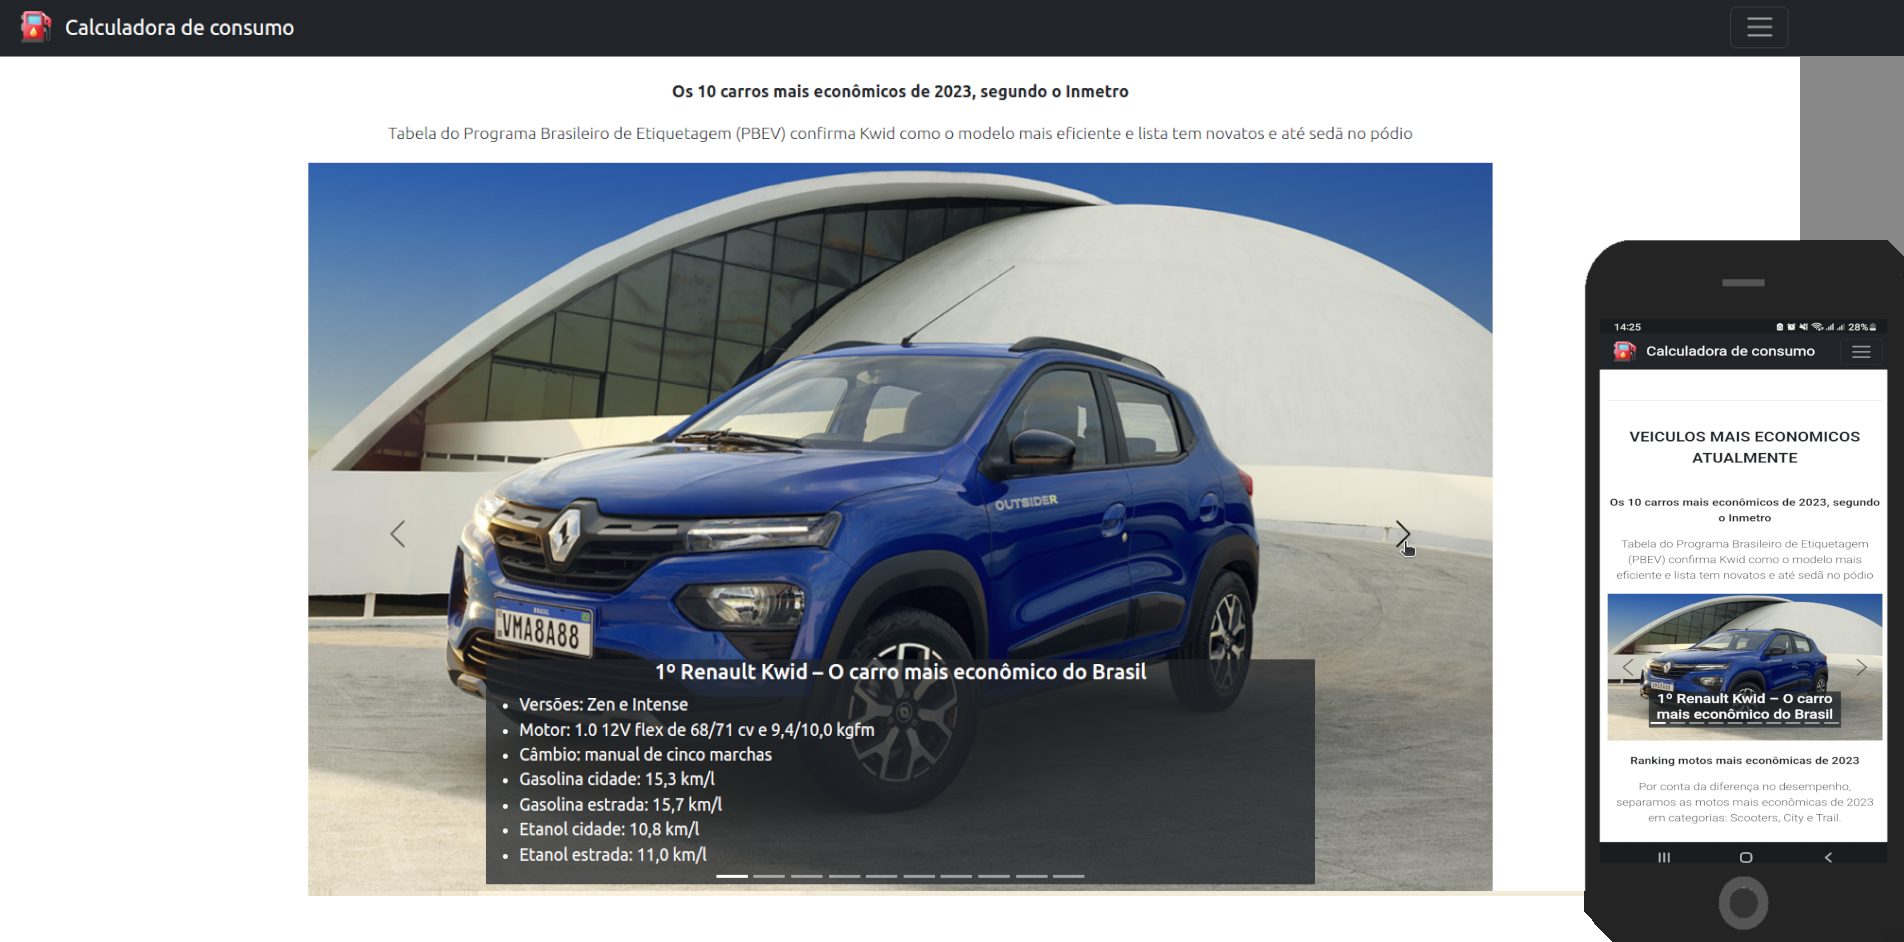 Calculadora de consumo
Os 10 carros mais econômicos de 2023, segundo o Inmetro
Tabela do Programa Brasileiro de Etiquetagem (PBEV) confirma Kwid como o modelo mais eficiente e lista tem novatos e até sedã no pódio
OUTSIDER
BRASIL
VMA8A88
1º Renault Kwid – O carro mais econômico do Brasil
• Versões: Zen e Intense
• Motor: 1.0 12V flex de 68/71 cv e 9,4/10,0 kgfm
• Câmbio: manual de cinco marchas
• Gasolina cidade: 15,3 km/l
• Gasolina estrada: 15,7 km/l
• Etanol cidade: 10,8 km/l
• Etanol estrada: 11,0 km/l
14:25
28%
Calculadora de consumo
VEICULOS MAIS ECONOMICOS
ATUALMENTE
Os 10 carros mais econômicos de 2023, segundo
o Inmetro
Tabela do Programa Brasileiro de Etiquetagem
(PBEV) confirma Kwid como o modelo mais
eficiente e lista tem novatos e até sedã no pódio
1º Renault Kwid – O carro
mais econômico do Brasil
Ranking motos mais econômicas de 2023
Por conta da diferença no desempenho,
separamos as motos mais econômicas de 2023
em categorias: Scooters, City e Trail.